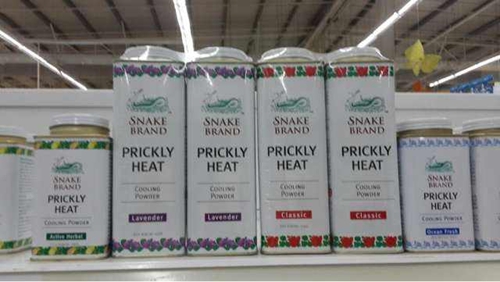 SNAKE
BRAND
PRICKLY
HEAT
COOLING
POWDER
Active Herbal
SNAKE
BRAND
PRICKLY
HEAT
COOLING
POWDER
Lavender
SNAKE
BRAND
PRICKLY
HEAT
COOLING
POWDER
Lavender
SNAKE
BRAND
PRICKLY
HEAT
COOLING
POWDER
Classic
SNAKE
BRAND
PRICKLY
HEAT
COOLING
POWDER
Classic
SNAKE
BRAND
PRICKLY
HEAT
COOLING POWDER
Ocean Fresh